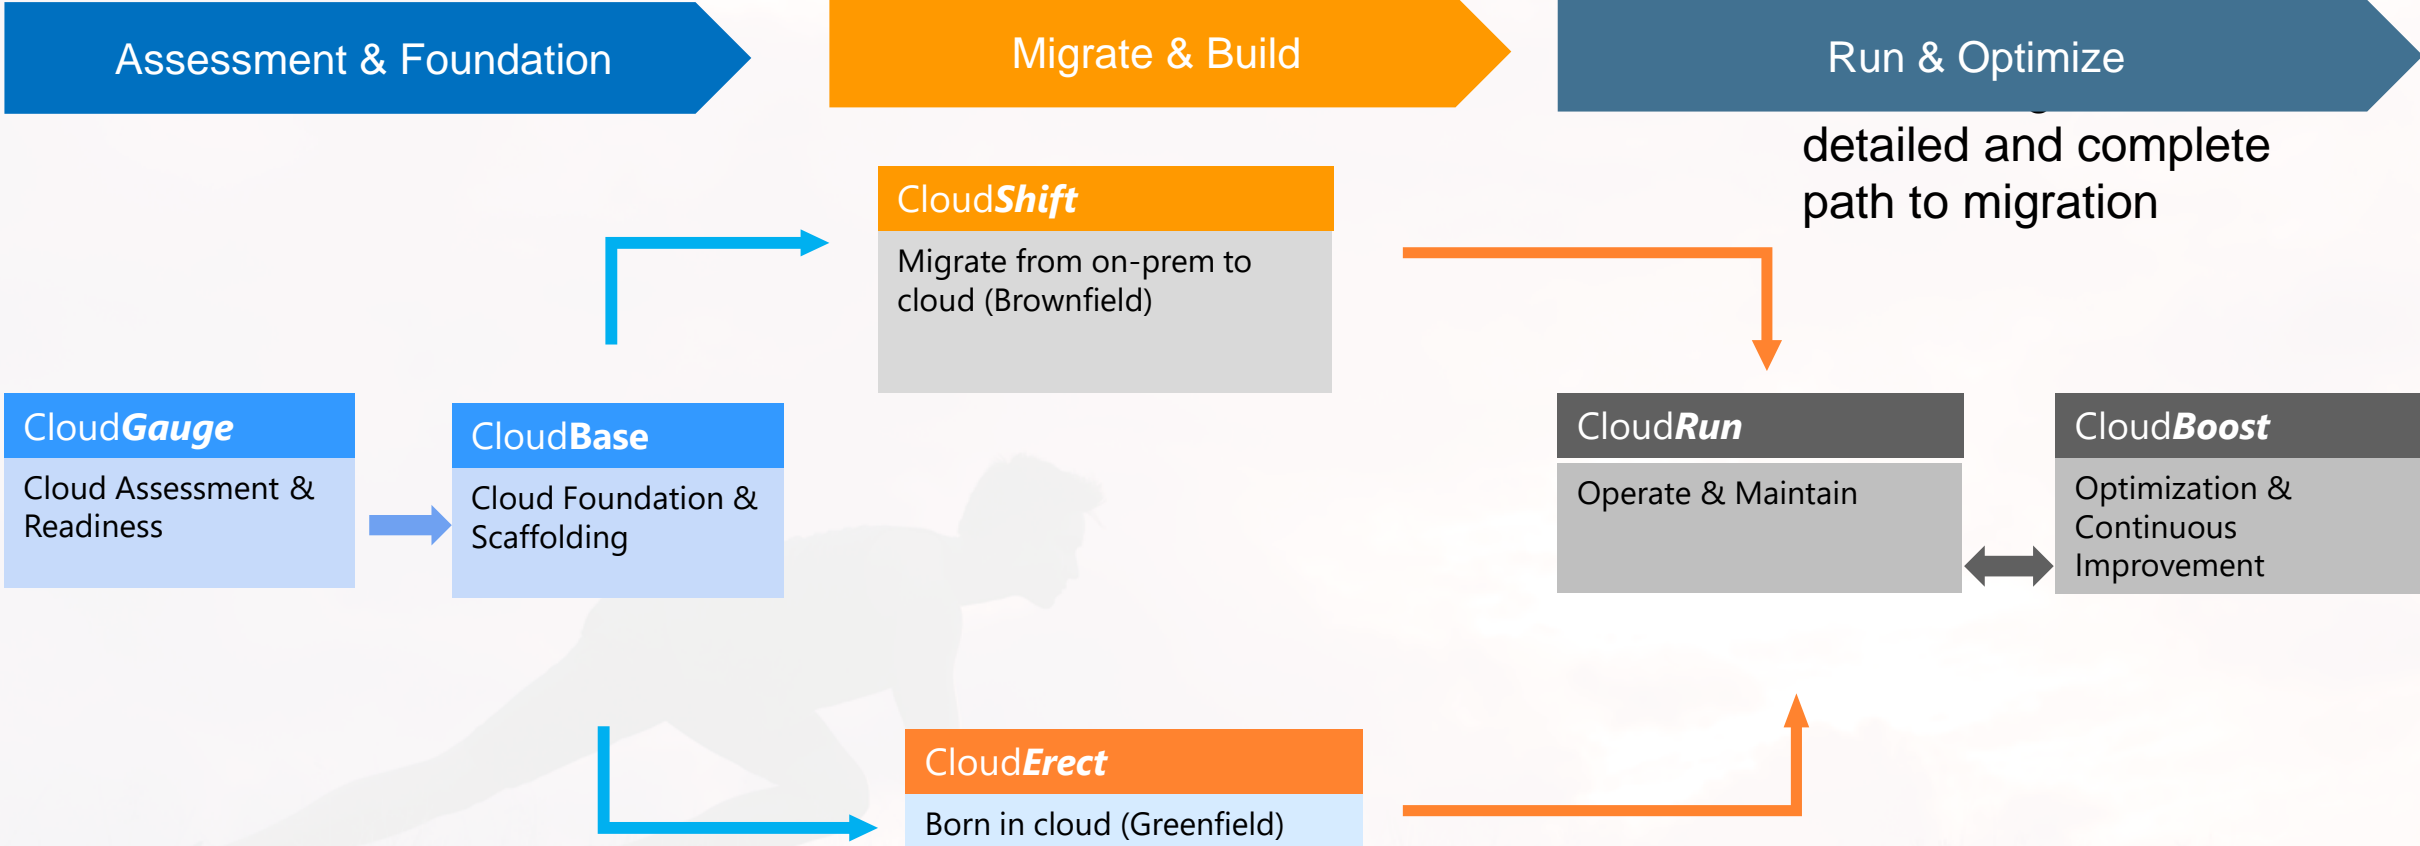 Assessment & Foundation
Migrate & Build
Run & Optimize
detailed and complete
path to migration
CloudShift
Migrate from on-prem to
cloud (Brownfield)
CloudGauge
Cloud Assessment &
Readiness
CloudBase
Cloud Foundation &
Scaffolding
CloudRun
Operate & Maintain
CloudBoost
Optimization &
Continuous
Improvement
CloudErect
Born in cloud (Greenfield)